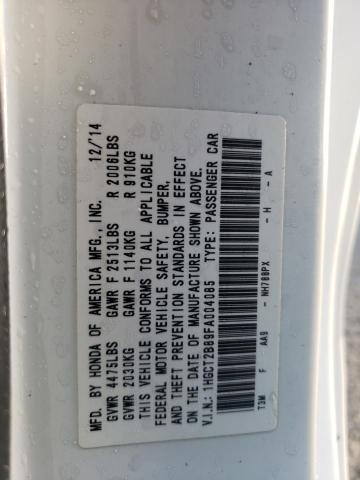 MFD. BY HONDA OF AMERICA MFG., INC. 12/14
GVWR 4475LBS GAWR F 2513LBS R 2006LBS
GVWR 2030KG GAWR F 1140KG R 910KG
THIS VEHICLE CONFORMS TO ALL APPLICABLE
FEDERAL MOTOR VEHICLE SAFETY, BUMPER,
AND THEFT PREVENTION STANDARDS IN EFFECT
ON THE DATE OF MANUFACTURE SHOWN ABOVE.
V.I.N.: 1HGCT2B89FA004085 TYPE: PASSENGER CAR
T3M F AA9 - NH788PX - H - A